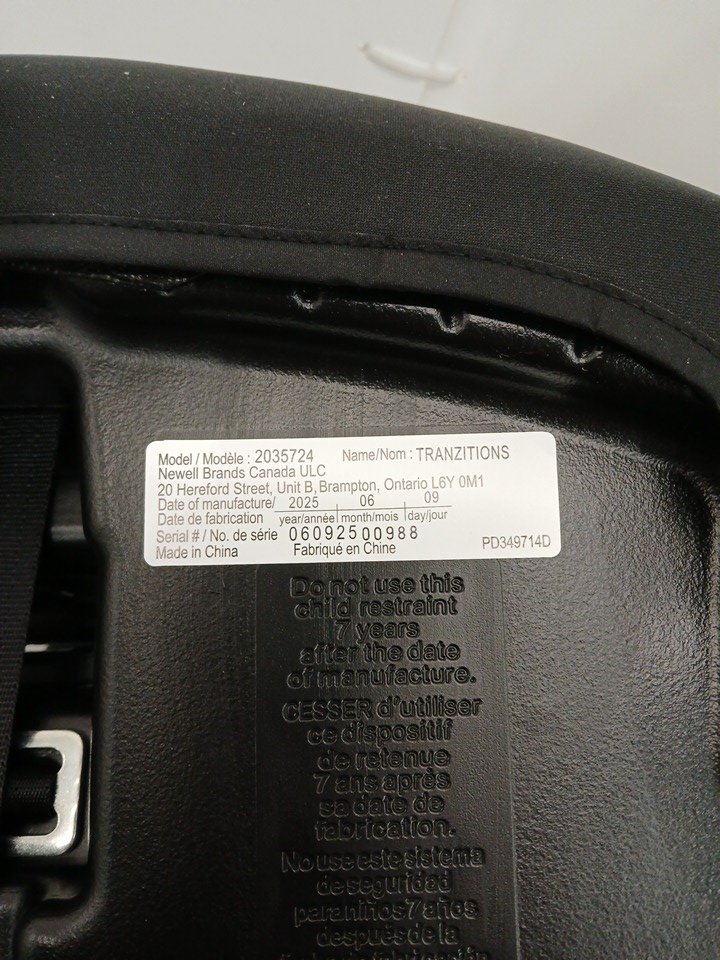 Model / Modèle : 2035724 Name/Nom : TRANZITIONS
Newell Brands Canada ULC
20 Hereford Street, Unit B, Brampton, Ontario L6Y 0M1
Date of manufacture/ 2025 06 09
Date de fabrication year/année month/mois day/jour
Serial # / No. de série 060925 00988
Made in China Fabriqué en Chine PD349714D
Do not use this
child restraint
7 years
after the date
of manufacture.
CESSER d'utiliser
ce dispositif
de retenue
7 ans après
sa date de
fabrication.
No use este sistema
de seguridad
para niños 7 años
después de la